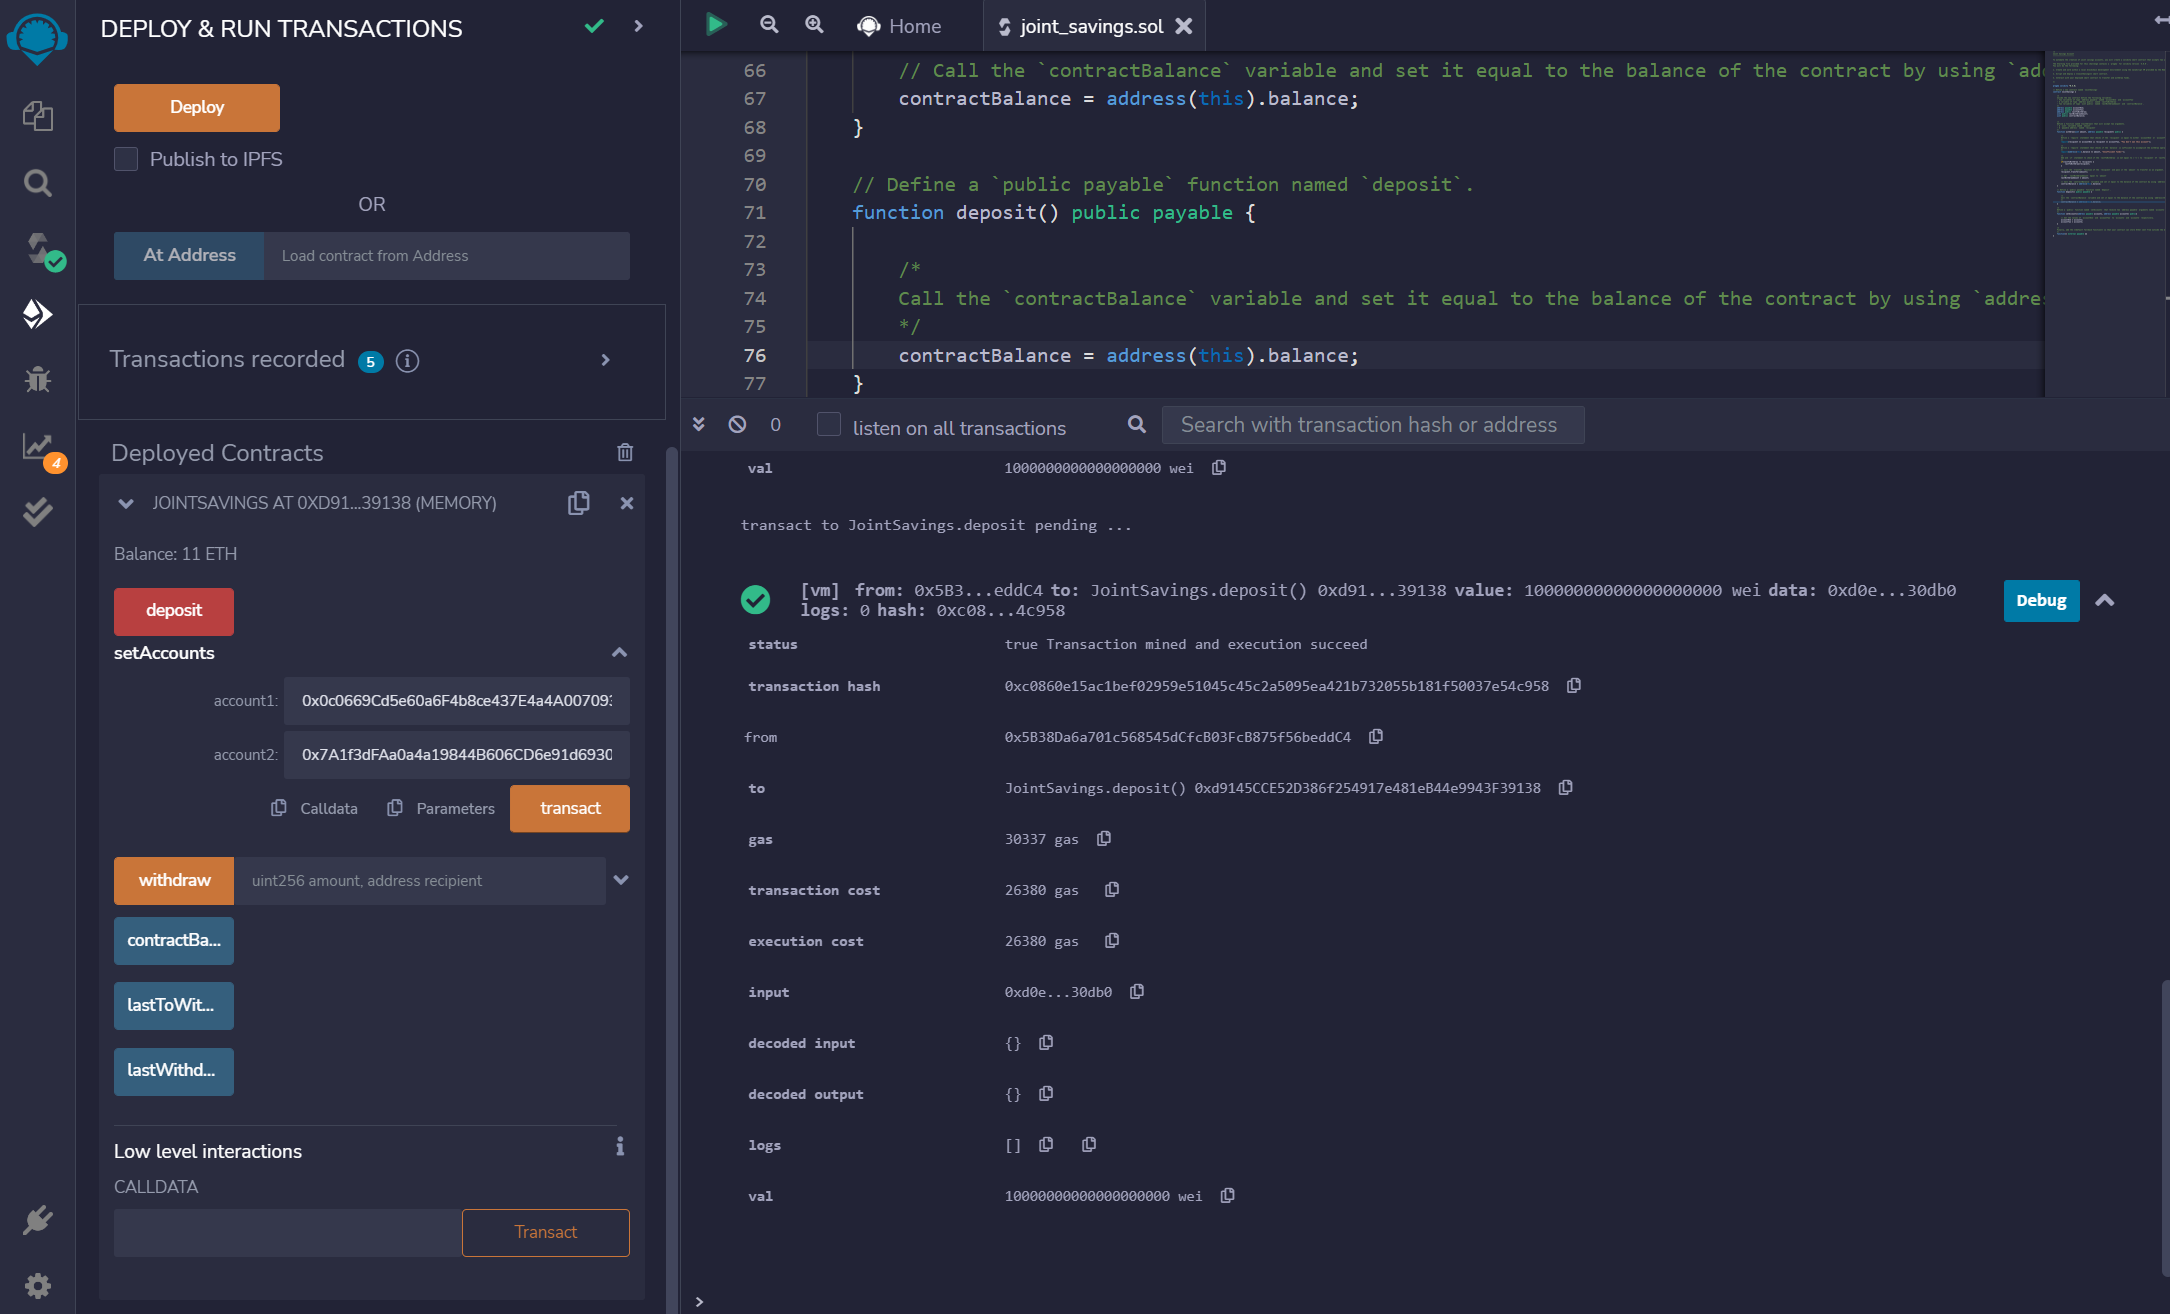 DEPLOY & RUN TRANSACTIONS
Deploy
Publish to IPFS
OR
At Address
Load contract from Address
Transactions recorded 5
4
Deployed Contracts
JOINTSAVINGS AT 0XD91...39138 (MEMORY)
Balance: 11 ETH
deposit
setAccounts
account1: 0x0c0669Cd5e60a6F4b8ce437E4a4A007093
account2: 0x7A1f3dFAa0a4a19844B606CD6e91d6930
Calldata Parameters transact
withdraw uint256 amount, address recipient
contractBa...
lastToWit...
lastWithd...
Low level interactions
CALLDATA
Transact
Home joint_savings.sol
66 // Call the `contractBalance` variable and set it equal to the balance of the contract by using `ad
67 contractBalance = address(this).balance;
68 }
69
70 // Define a `public payable` function named `deposit`.
71 function deposit() public payable {
72
73 /*
74 Call the `contractBalance` variable and set it equal to the balance of the contract by using `addre
75 */
76 contractBalance = address(this).balance;
77 }
0 listen on all transactions Search with transaction hash or address
val 1000000000000000000 wei
transact to JointSavings.deposit pending ...
[vm] from: 0x5B3...eddC4 to: JointSavings.deposit() 0xd91...39138 value: 10000000000000000000 wei data: 0xd0e...30db0
logs: 0 hash: 0xc08...4c958
Debug
status true Transaction mined and execution succeed
transaction hash 0xc0860e15ac1bef02959e51045c45c2a5095ea421b732055b181f50037e54c958
from 0x5B38Da6a701c568545dCfcB03FcB875f56beddC4
to JointSavings.deposit() 0xd9145CCE52D386f254917e481eB44e9943F39138
gas 30337 gas
transaction cost 26380 gas
execution cost 26380 gas
input 0xd0e...30db0
decoded input {}
decoded output {}
logs []
val 10000000000000000000 wei
>